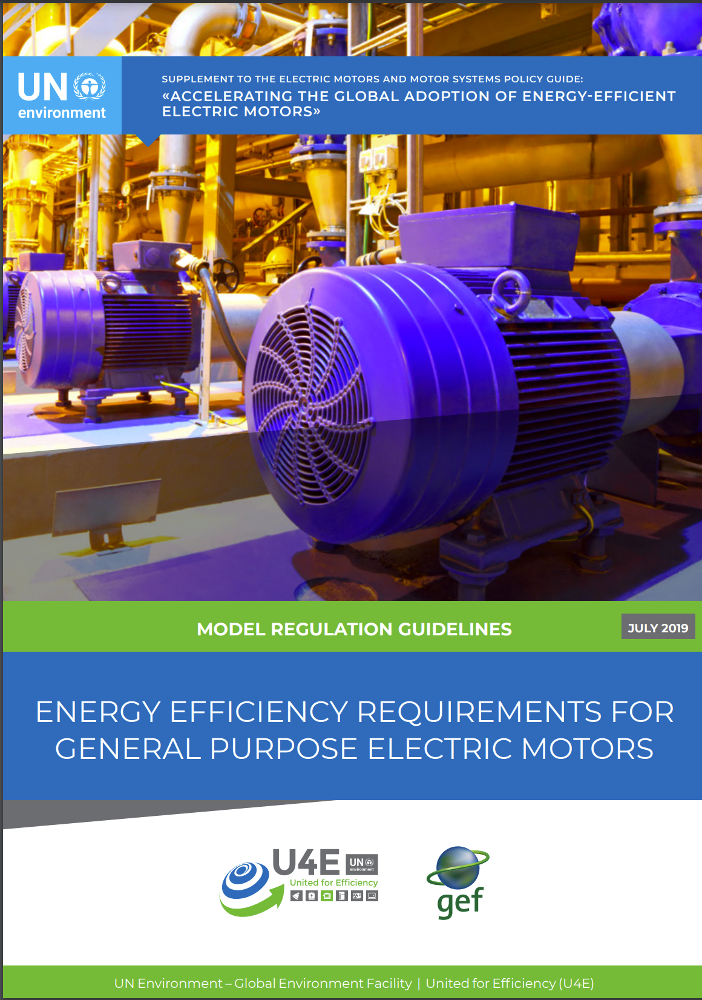 UN
environment
SUPPLEMENT TO THE ELECTRIC MOTORS AND MOTOR SYSTEMS POLICY GUIDE:
«ACCELERATING THE GLOBAL ADOPTION OF ENERGY-EFFICIENT
ELECTRIC MOTORS»
MODEL REGULATION GUIDELINES
JULY 2019
ENERGY EFFICIENCY REQUIREMENTS FOR
GENERAL PURPOSE ELECTRIC MOTORS
U4E
UN
environment
United for Efficiency
gef
UN Environment – Global Environment Facility | United for Efficiency (U4E)